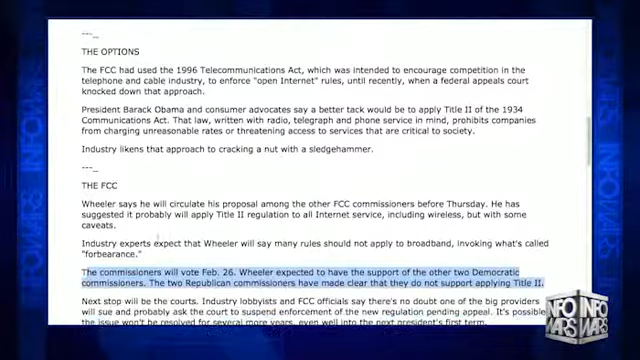 ---_
THE OPTIONS
The FCC had used the 1996 Telecommunications Act, which was intended to encourage competition in the
telephone and cable industry, to enforce "open Internet" rules, until recently, when a federal appeals court
knocked down that approach.
President Barack Obama and consumer advocates say a better tack would be to apply Title II of the 1934
Communications Act. That law, written with radio, telegraph and phone service in mind, prohibits companies
from charging unreasonable rates or threatening access to services that are critical to society.
Industry likens that approach to cracking a nut with a sledgehammer.
---_
THE FCC
Wheeler says he will circulate his proposal among the other FCC commissioners before Thursday. He has
suggested it probably will apply Title II regulation to all Internet service, including wireless, but with some
caveats.
Industry experts expect that Wheeler will say many rules should not apply to broadband, invoking what's called
"forbearance."
The commissioners will vote Feb. 26. Wheeler expected to have the support of the other two Democratic
commissioners. The two Republican commissioners have made clear that they do not support applying Title II.
Next stop will be the courts. Industry lobbyists and FCC officials say there's no doubt one of the big providers
will sue and probably ask the court to suspend enforcement of the new regulation pending appeal. It's possible
the issue won't be resolved for several more years, even well into the next president's first term.
INFO
WARS
INFOWARS
INFOWARS